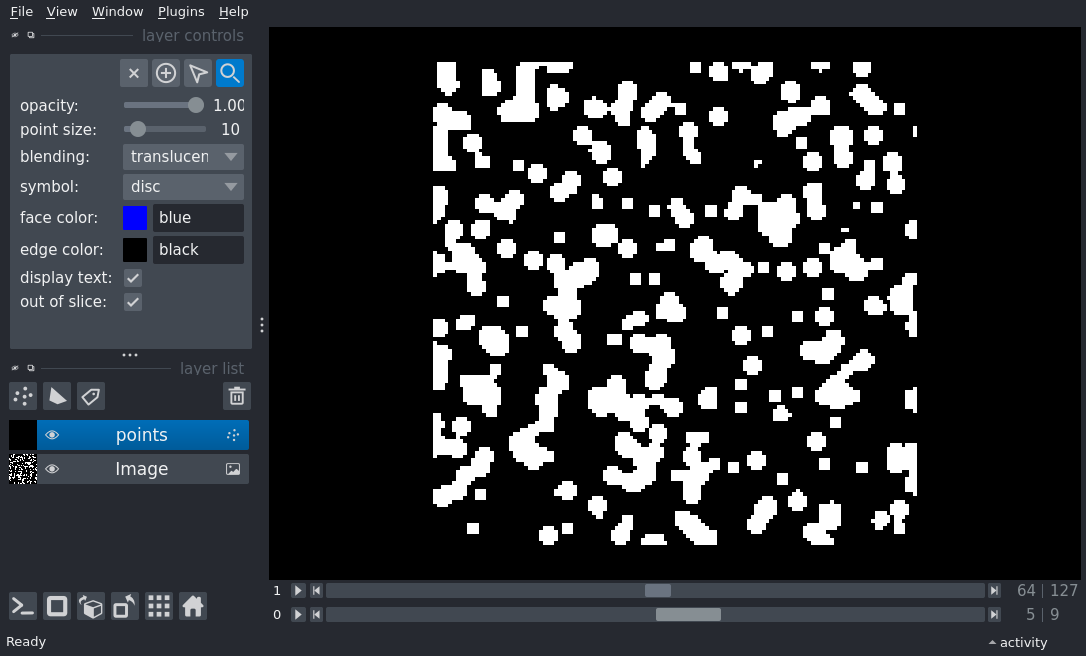 File View Window Plugins Help
layer controls
opacity: 1.00
point size: 10
blending: translucen
symbol: disc
face color: blue
edge color: black
display text:
out of slice:
layer list
points
Image
1 64 | 127
0 5 | 9
Ready activity